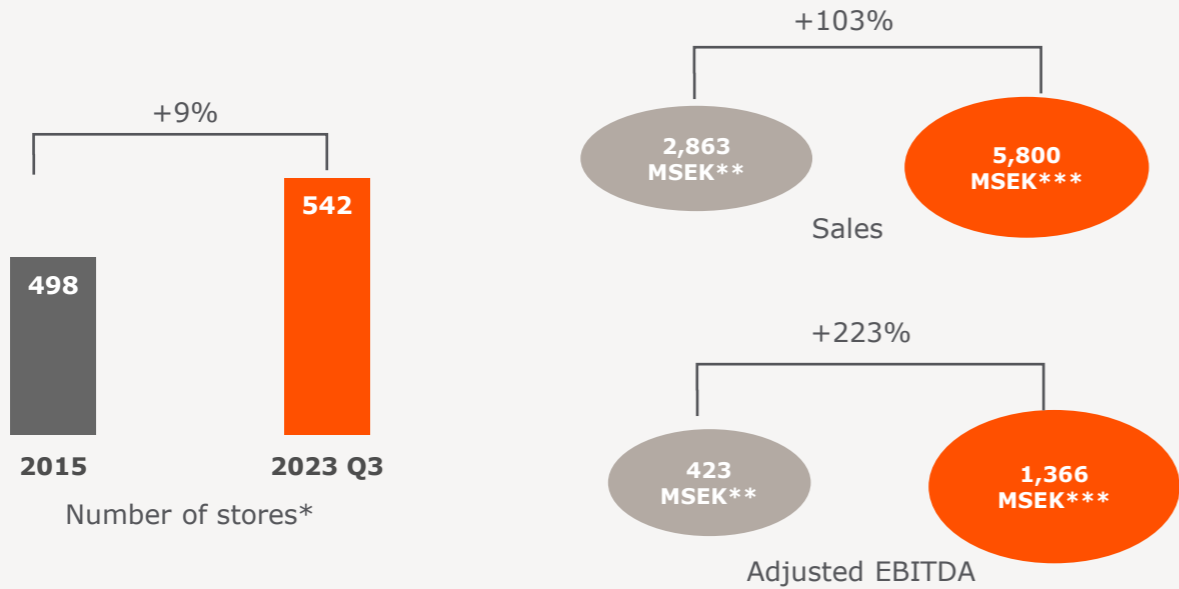 +9%
498
542
2015
2023 Q3
Number of stores*
+103%
2,863
MSEK**
5,800
MSEK***
Sales
+223%
423
MSEK**
1,366
MSEK***
Adjusted EBITDA